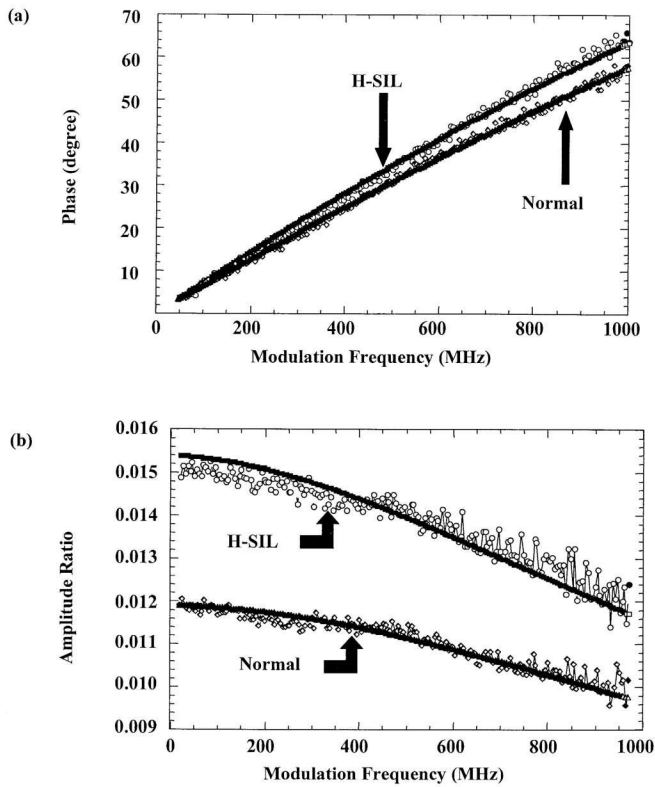 (a)
70
60
50
40
30
20
10
Phase (degree)
H-SIL
Normal
0 200 400 600 800 1000
Modulation Frequency (MHz)
(b)
0.016
0.015
0.014
0.013
0.012
0.011
0.010
0.009
Amplitude Ratio
H-SIL
Normal
0 200 400 600 800 1000
Modulation Frequency (MHz)